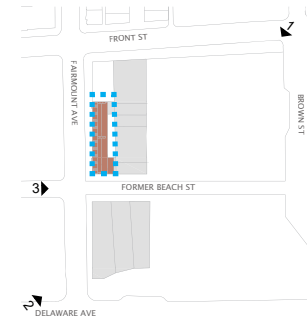 1
FRONT ST
FAIRMOUNT AVE
BROWN ST
3
FORMER BEACH ST
2
DELAWARE AVE